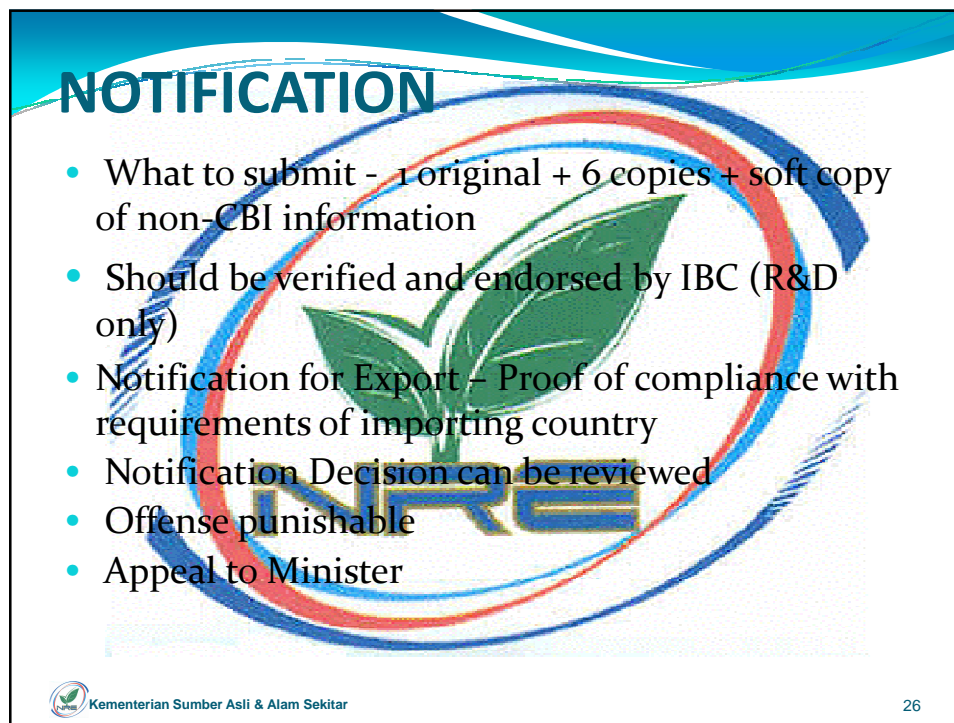 NOTIFICATION
• What to submit - 1 original + 6 copies + soft copy
of non-CBI information
• Should be verified and endorsed by IBC (R&D
only)
• Notification for Export – Proof of compliance with
requirements of importing country
• Notification Decision can be reviewed
• Offense punishable
• Appeal to Minister
NRE
NRE
Kementerian Sumber Asli & Alam Sekitar
26